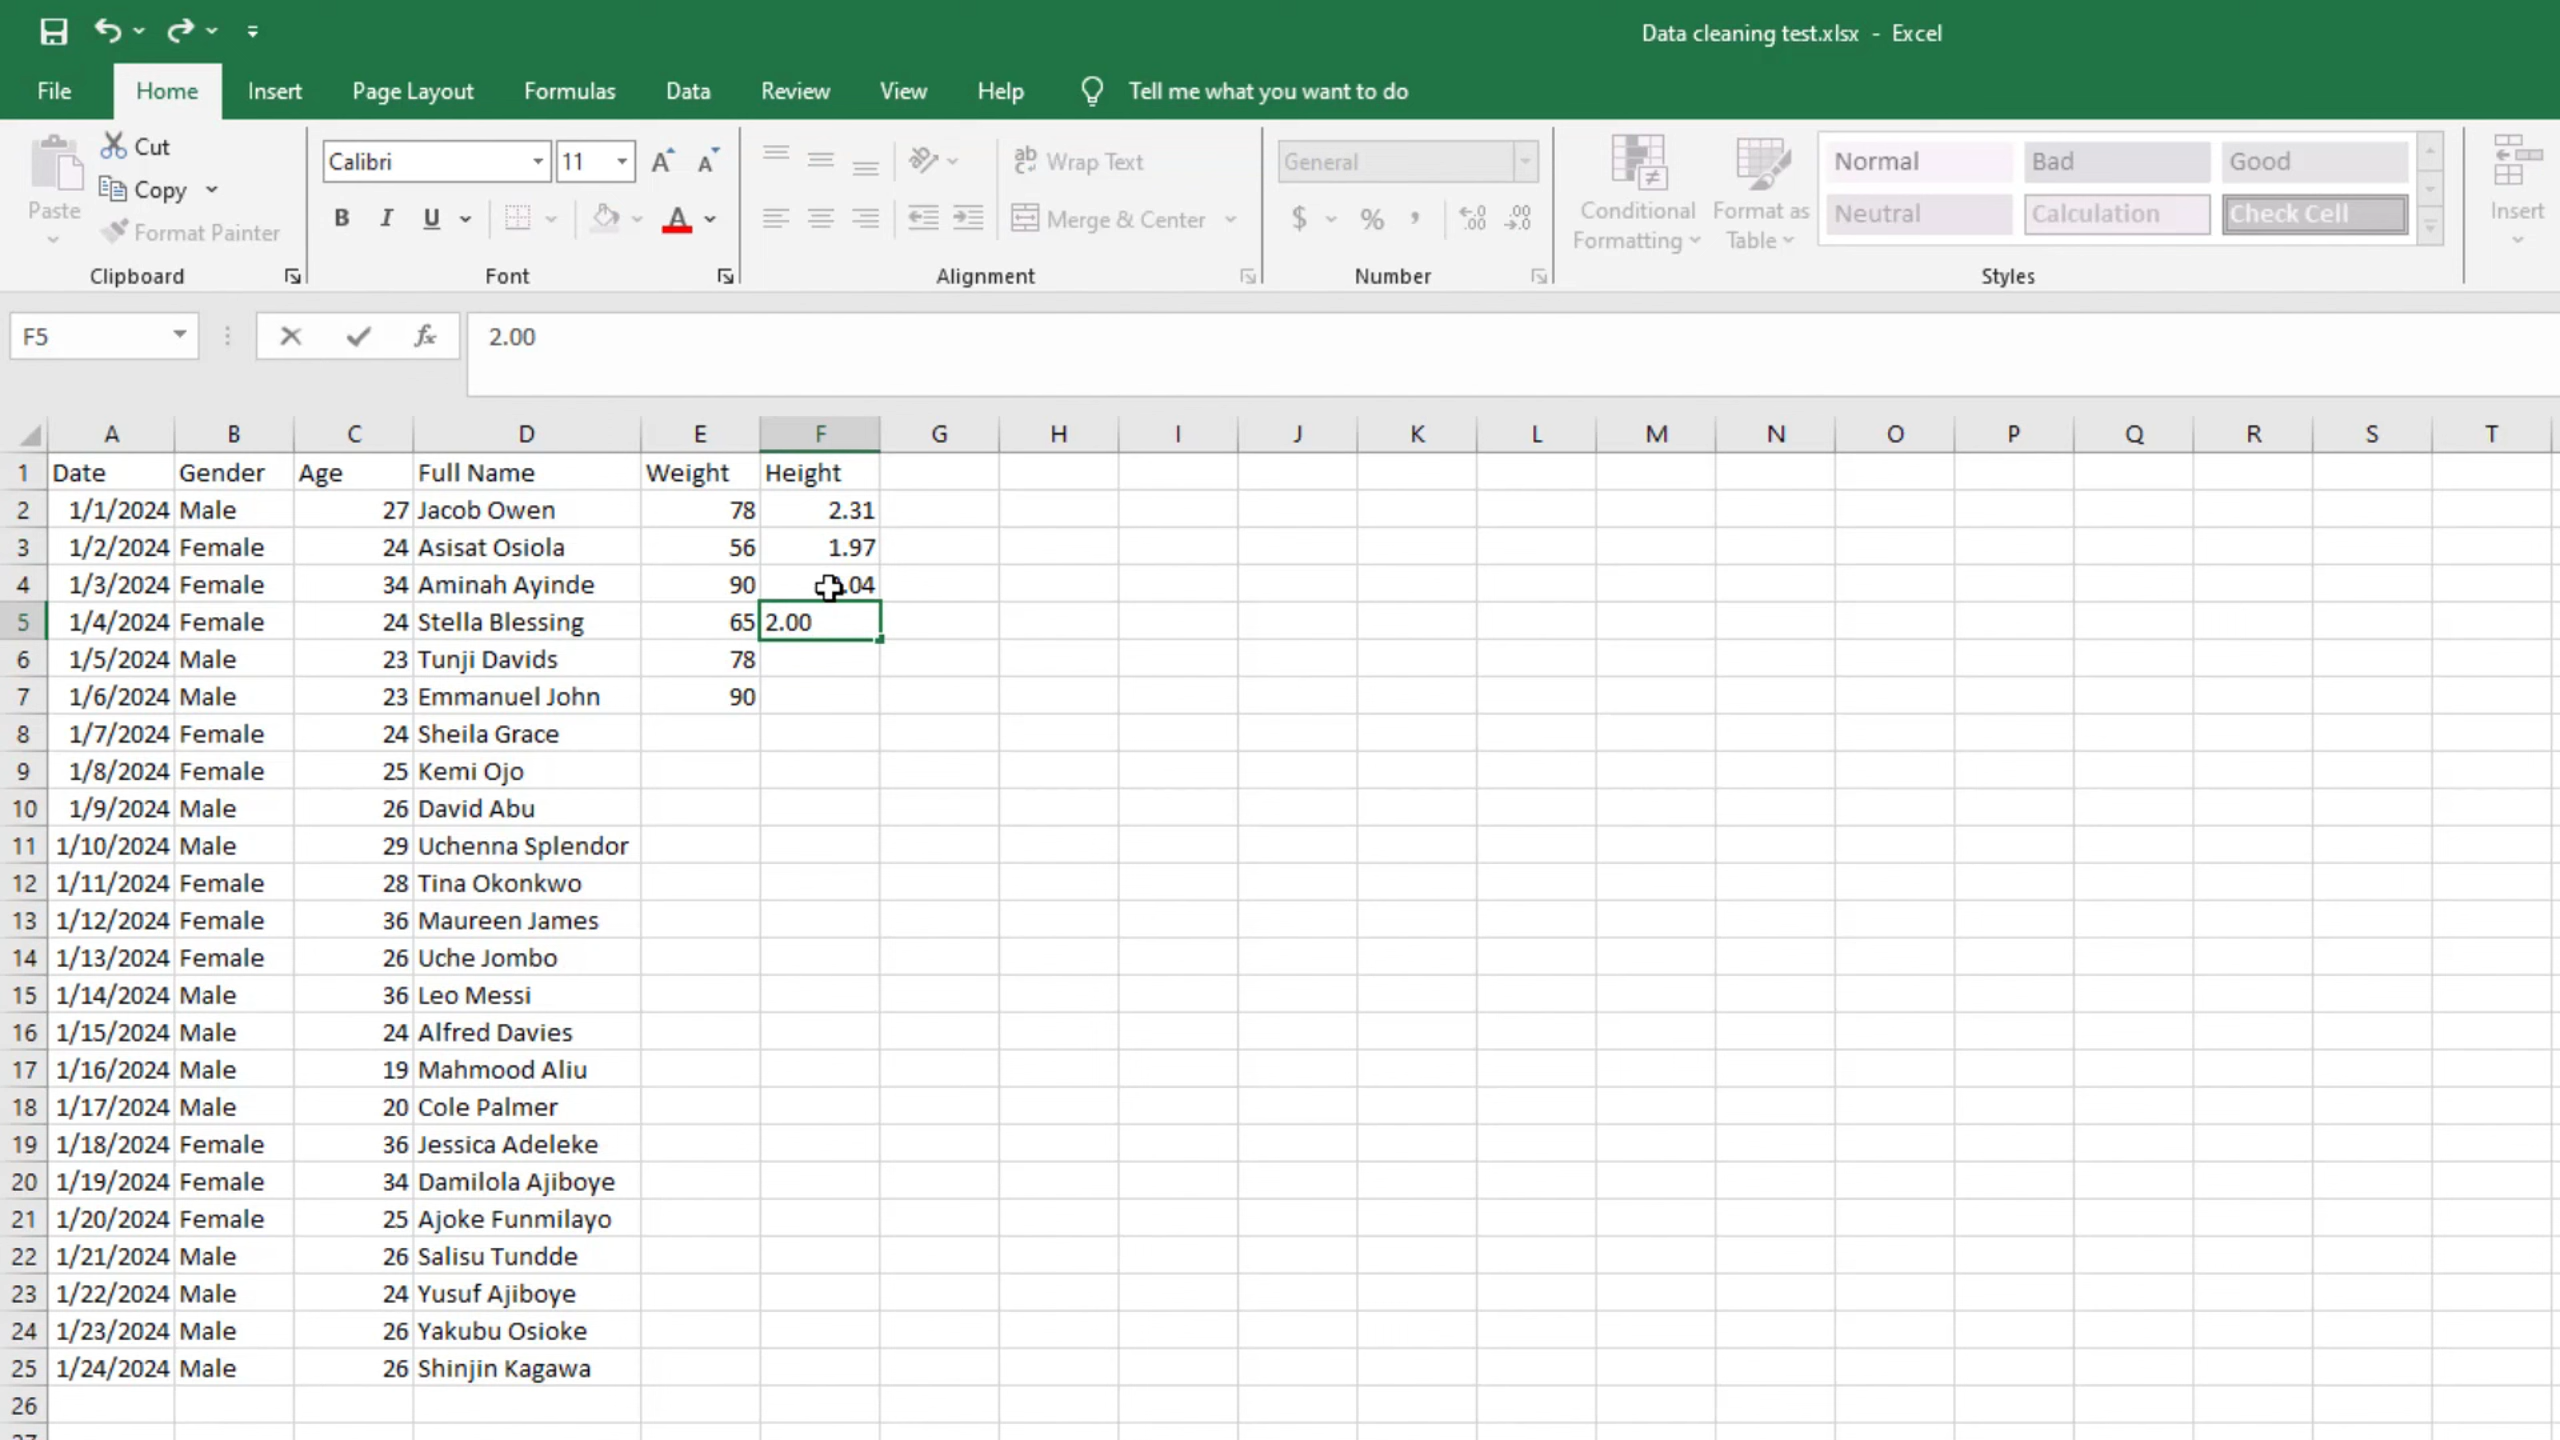 Data cleaning test.xlsx - Excel
File Home Insert Page Layout Formulas Data Review View Help Tell me what you want to do
Cut
Copy
Format Painter
Paste
Clipboard
Calibri 11
B I U
Font
Wrap Text
Merge & Center
Alignment
General
$ %
Number
Conditional Formatting
Format as Table
Normal Bad Good
Neutral Calculation Check Cell
Styles
Insert
F5 fx 2.00
A B C D E F G H I J K L M N O P Q R S T
1 Date Gender Age Full Name Weight Height
2 1/1/2024 Male 27 Jacob Owen 78 2.31
3 1/2/2024 Female 24 Asisat Osiola 56 1.97
4 1/3/2024 Female 34 Aminah Ayinde 90 .04
5 1/4/2024 Female 24 Stella Blessing 65 2.00
6 1/5/2024 Male 23 Tunji Davids 78
7 1/6/2024 Male 23 Emmanuel John 90
8 1/7/2024 Female 24 Sheila Grace
9 1/8/2024 Female 25 Kemi Ojo
10 1/9/2024 Male 26 David Abu
11 1/10/2024 Male 29 Uchenna Splendor
12 1/11/2024 Female 28 Tina Okonkwo
13 1/12/2024 Female 36 Maureen James
14 1/13/2024 Female 26 Uche Jombo
15 1/14/2024 Male 36 Leo Messi
16 1/15/2024 Male 24 Alfred Davies
17 1/16/2024 Male 19 Mahmood Aliu
18 1/17/2024 Male 20 Cole Palmer
19 1/18/2024 Female 36 Jessica Adeleke
20 1/19/2024 Female 34 Damilola Ajiboye
21 1/20/2024 Female 25 Ajoke Funmilayo
22 1/21/2024 Male 26 Salisu Tundde
23 1/22/2024 Male 24 Yusuf Ajiboye
24 1/23/2024 Male 26 Yakubu Osioke
25 1/24/2024 Male 26 Shinjin Kagawa
26